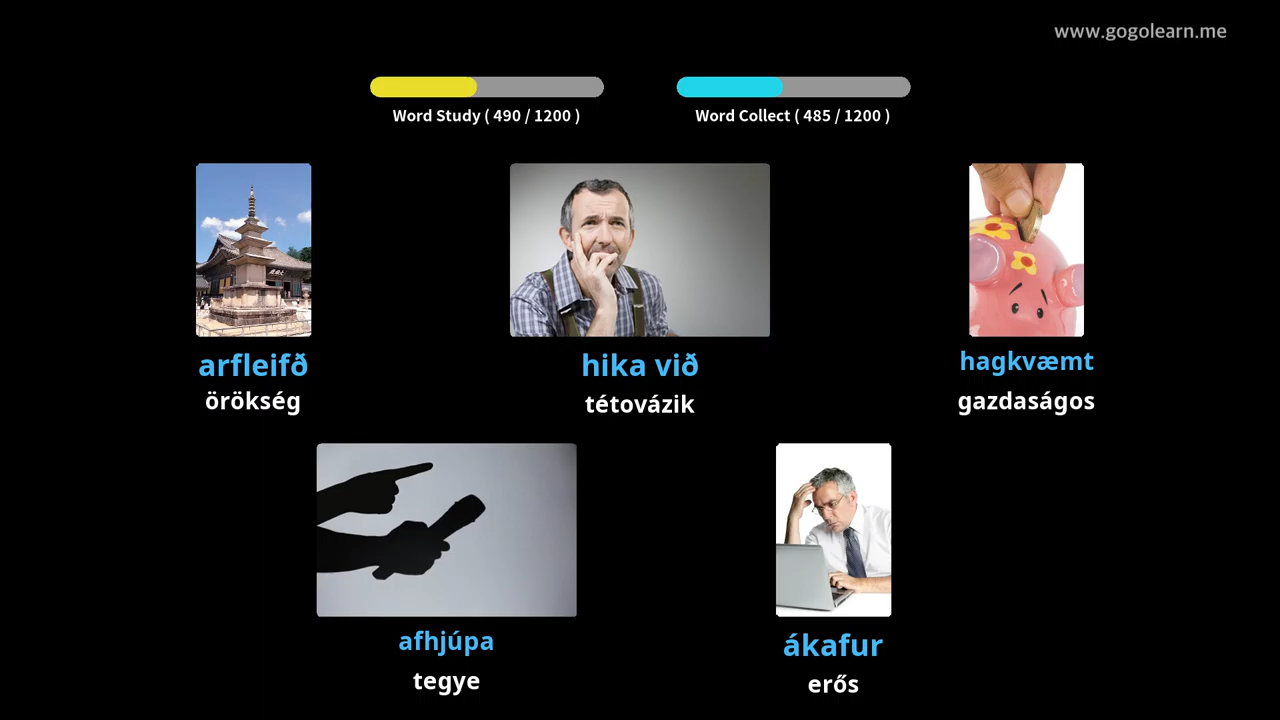 www.gogolearn.me
Word Study ( 490 / 1200 )
Word Collect ( 485 / 1200 )
arfleifð
örökség
hika við
tétovázik
hagkvæmt
gazdaságos
afhjúpa
tegye
ákafur
erős